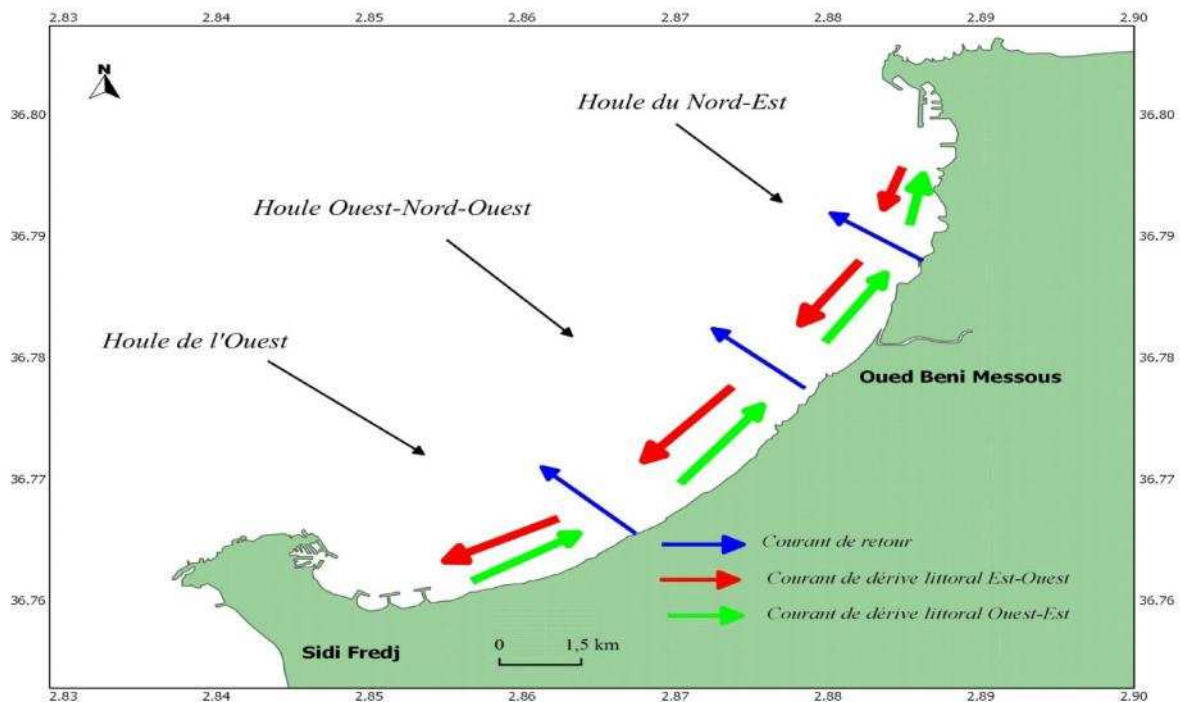 2.83 2.84 2.85 2.86 2.87 2.88 2.89 2.90
N
Houle du Nord-Est
36.80 36.80
Houle Ouest-Nord-Ouest
36.79 36.79
Houle de l'Ouest
36.78 36.78
Oued Beni Messous
36.77 36.77
Courant de retour
Courant de dérive littoral Est-Ouest
36.76 36.76
Courant de dérive littoral Ouest-Est
0 1,5 km
Sidi Fredj
2.83 2.84 2.85 2.86 2.87 2.88 2.89 2.90